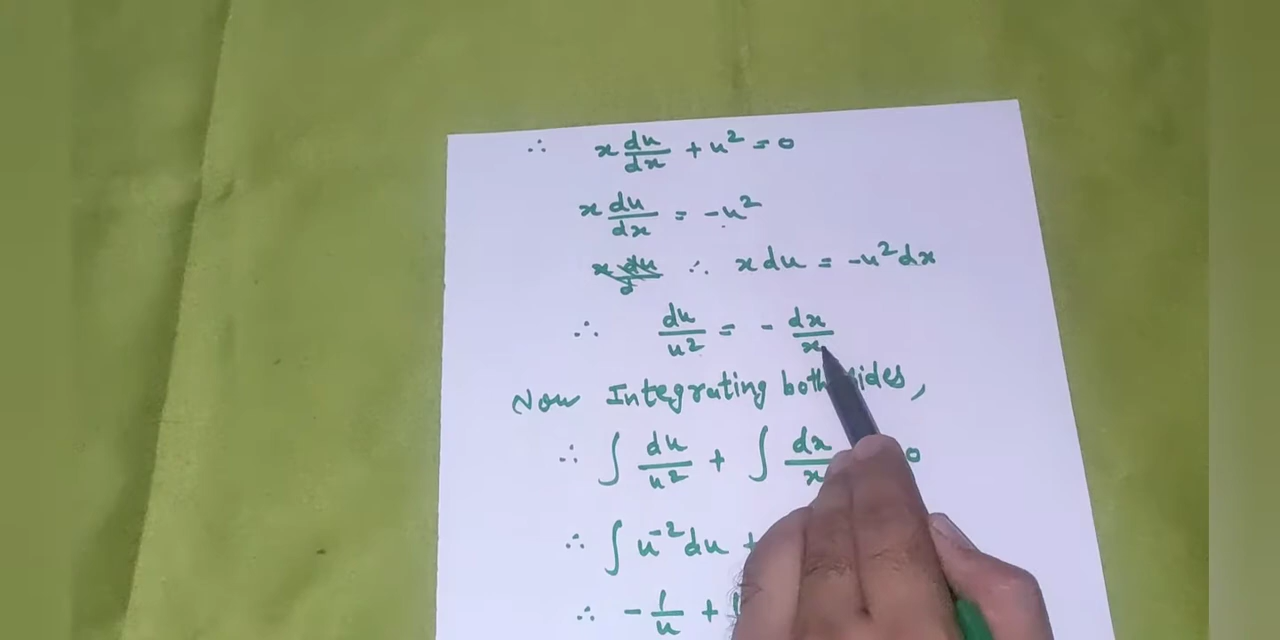 ∴ x du/dx + u² = 0
x du/dx = -u²
∴ x du = -u² dx
∴ du/u² = - dx/x
Now Integrating both sides,
∴ ∫ du/u² + ∫ dx/x 0
∴ ∫ u⁻² du +
∴ - 1/u +